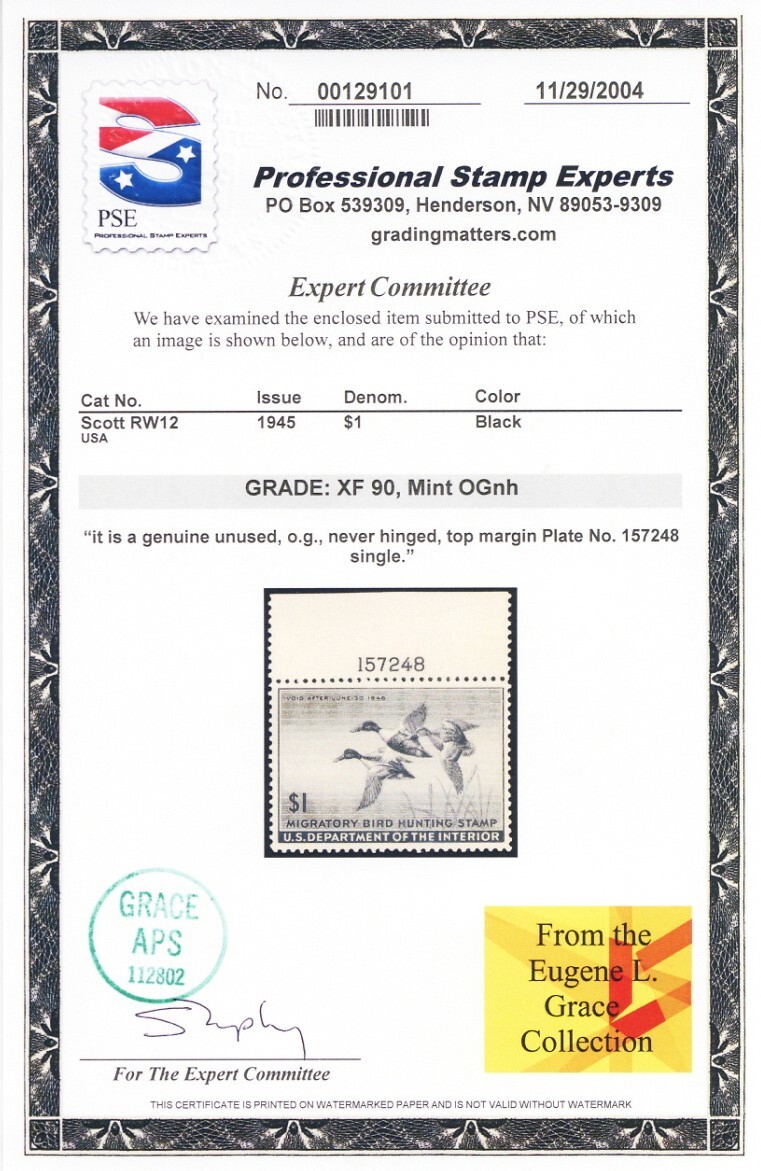 No. 00129101 11/29/2004
PSE
PROFESSIONAL STAMP EXPERTS
Professional Stamp Experts
PO Box 539309, Henderson, NV 89053-9309
gradingmatters.com
Expert Committee
We have examined the enclosed item submitted to PSE, of which
an image is shown below, and are of the opinion that:
Cat No. Issue Denom. Color
Scott RW12 1945 $1 Black
USA
GRADE: XF 90, Mint OGnh
“it is a genuine unused, o.g., never hinged, top margin Plate No. 157248
single.”
157248
VOID AFTER JUNE 30 1946
$1
MIGRATORY BIRD HUNTING STAMP
U.S. DEPARTMENT OF THE INTERIOR
GRACE
APS
112802
From the
Eugene L.
Grace
Collection
For The Expert Committee
THIS CERTIFICATE IS PRINTED ON WATERMARKED PAPER AND IS NOT VALID WITHOUT WATERMARK